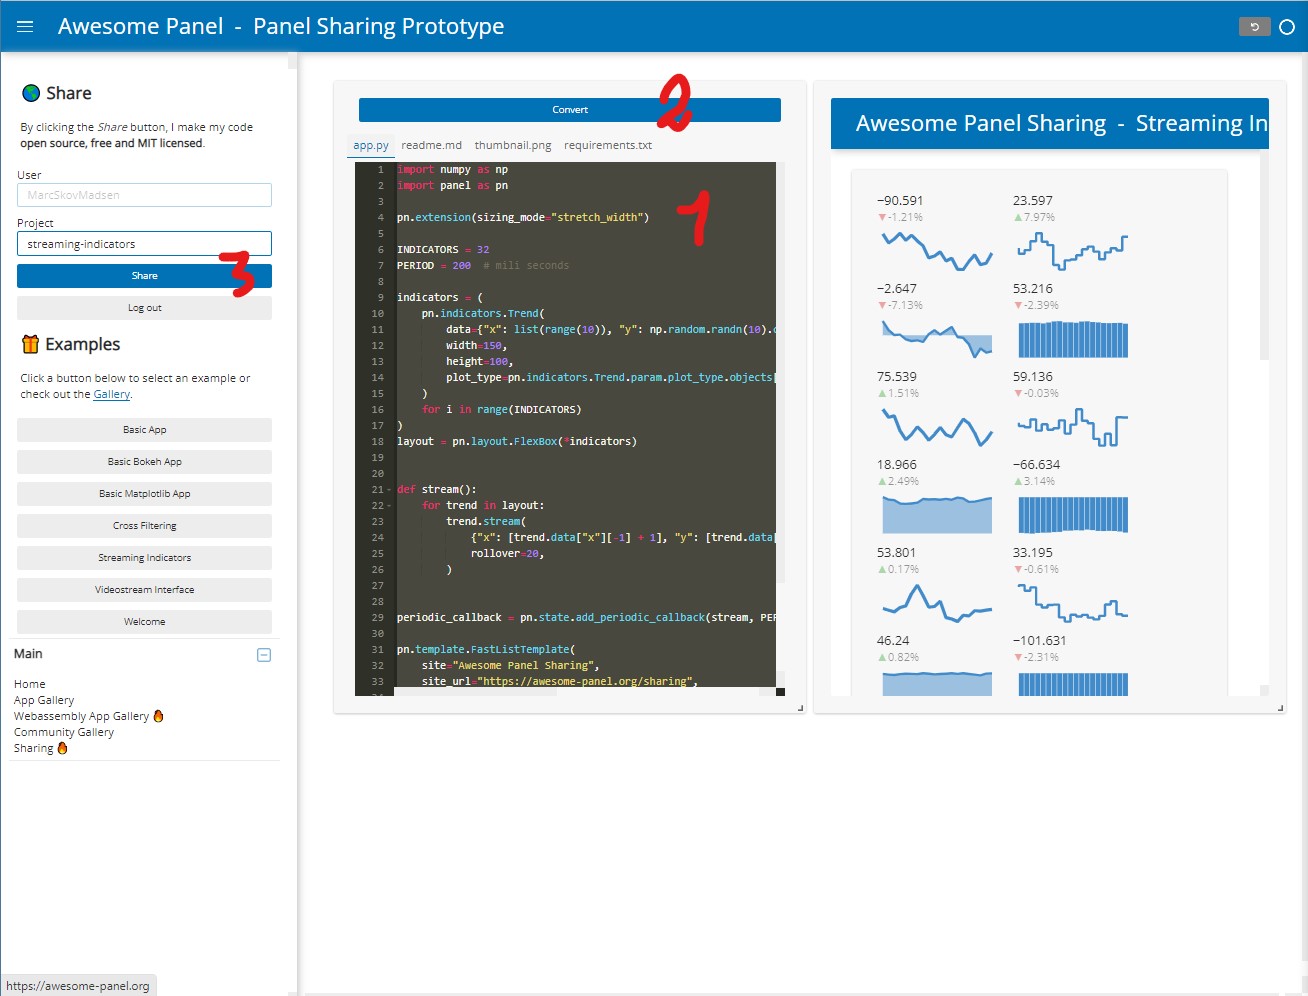 Awesome Panel - Panel Sharing Prototype
Share
By clicking the Share button, I make my code
open source, free and MIT licensed.
User
MarcSkovMadsen
Project
streaming-indicators
Share
3
Log out
Examples
Click a button below to select an example or
check out the Gallery.
Basic App
Basic Bokeh App
Basic Matplotlib App
Cross Filtering
Streaming Indicators
Videostream Interface
Welcome
Main
Home
App Gallery
Webassembly App Gallery
Community Gallery
Sharing
https://awesome-panel.org
Convert
2
app.py readme.md thumbnail.png requirements.txt
1
1 import numpy as np
2 import panel as pn
3
4 pn.extension(sizing_mode="stretch_width")
5
6 INDICATORS = 32
7 PERIOD = 200 # mili seconds
8
9 indicators = (
10 pn.indicators.Trend(
11 data={"x": list(range(10)), "y": np.random.randn(10).c
12 width=150,
13 height=100,
14 plot_type=pn.indicators.Trend.param.plot_type.objects[
15 )
16 for i in range(INDICATORS)
17 )
18 layout = pn.layout.FlexBox(*indicators)
19
20
21 def stream():
22 for trend in layout:
23 trend.stream(
24 {"x": [trend.data["x"][-1] + 1], "y": [trend.data[
25 rollover=20,
26 )
27
28
29 periodic_callback = pn.state.add_periodic_callback(stream, PER
30
31 pn.template.FastListTemplate(
32 site="Awesome Panel Sharing",
33 site_url="https://awesome-panel.org/sharing",
Awesome Panel Sharing - Streaming In
−90.591 23.597
▼-1.21% ▲7.97%
−2.647 53.216
▼-7.13% ▼-2.39%
75.539 59.136
▲1.51% ▼-0.03%
18.966 −66.634
▲2.49% ▲3.14%
53.801 33.195
▲0.17% ▼-0.61%
46.24 −101.631
▲0.82% ▼-2.31%